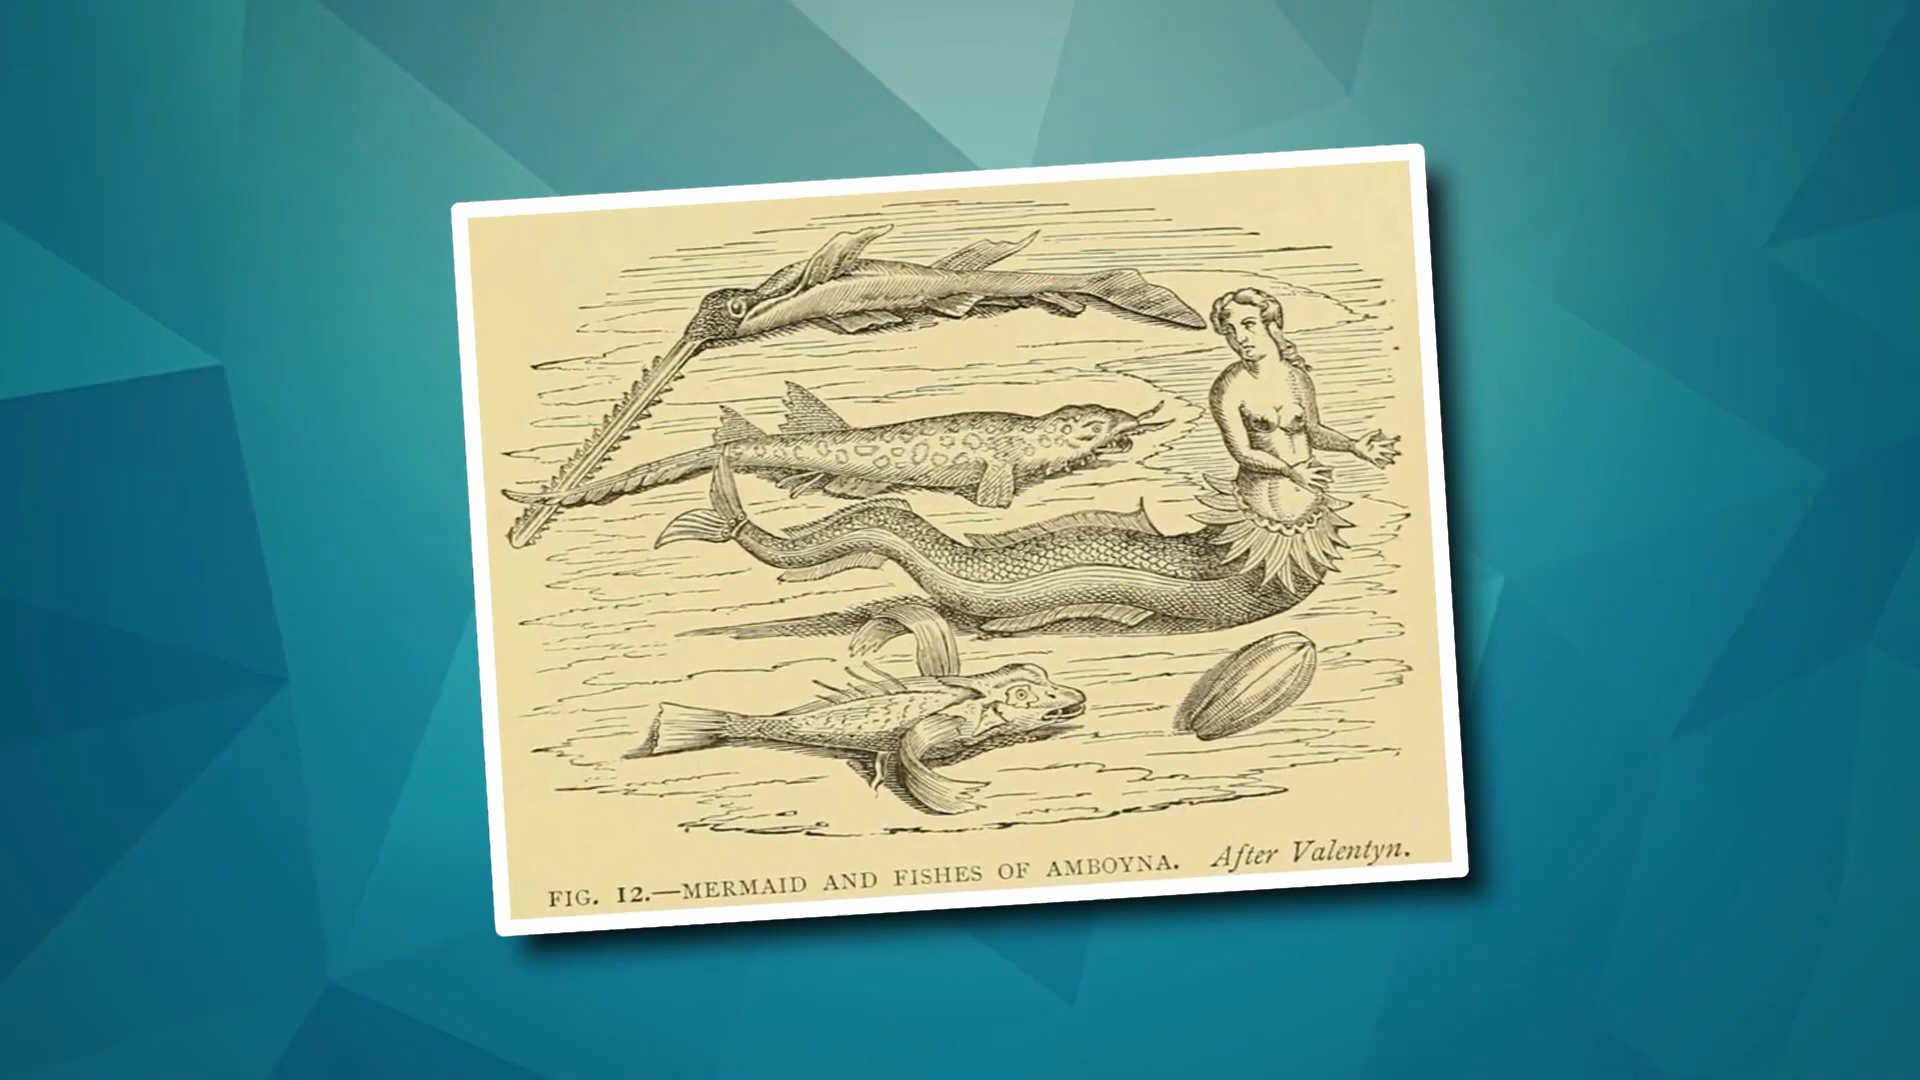 FIG. 12.—MERMAID AND FISHES OF AMBOYNA. After Valentyn.